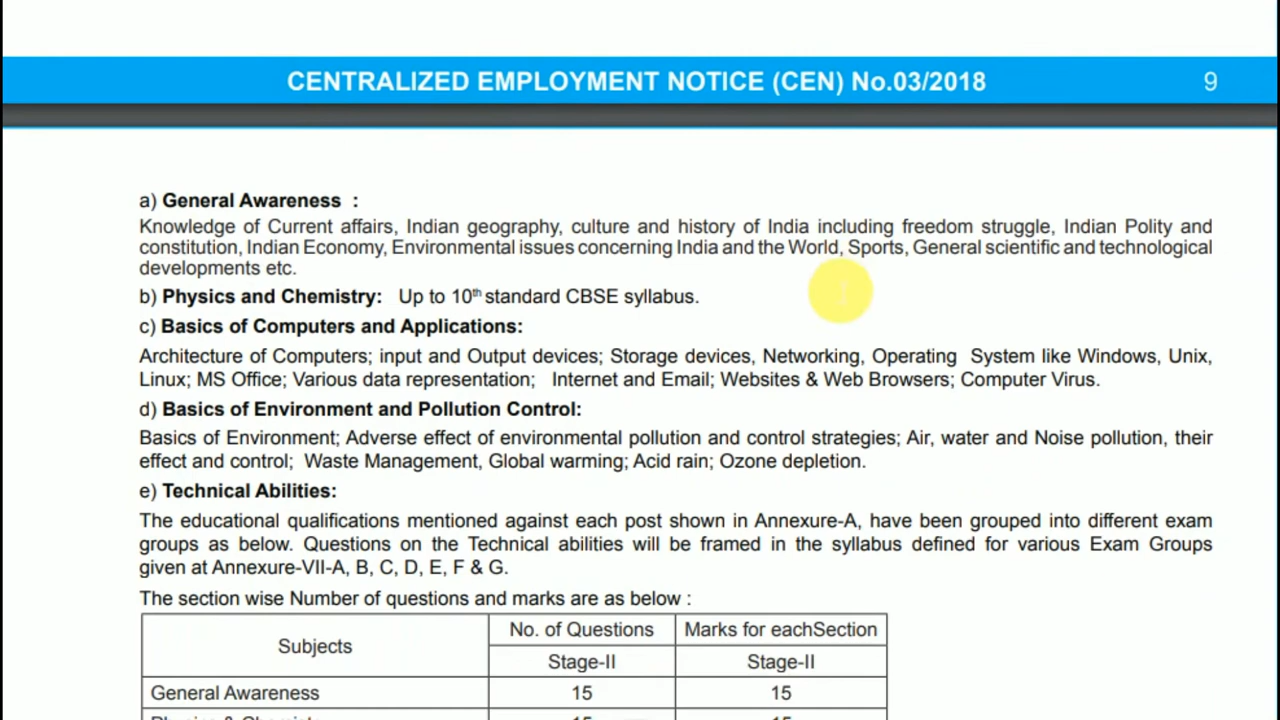 CENTRALIZED EMPLOYMENT NOTICE (CEN) No.03/2018 9
a) General Awareness :
Knowledge of Current affairs, Indian geography, culture and history of India including freedom struggle, Indian Polity and
constitution, Indian Economy, Environmental issues concerning India and the World, Sports, General scientific and technological
developments etc.
b) Physics and Chemistry: Up to 10th standard CBSE syllabus.
c) Basics of Computers and Applications:
Architecture of Computers; input and Output devices; Storage devices, Networking, Operating System like Windows, Unix,
Linux; MS Office; Various data representation; Internet and Email; Websites & Web Browsers; Computer Virus.
d) Basics of Environment and Pollution Control:
Basics of Environment; Adverse effect of environmental pollution and control strategies; Air, water and Noise pollution, their
effect and control; Waste Management, Global warming; Acid rain; Ozone depletion.
e) Technical Abilities:
The educational qualifications mentioned against each post shown in Annexure-A, have been grouped into different exam
groups as below. Questions on the Technical abilities will be framed in the syllabus defined for various Exam Groups
given at Annexure-VII-A, B, C, D, E, F & G.
The section wise Number of questions and marks are as below :
Subjects No. of Questions Marks for eachSection
Stage-II Stage-II
General Awareness 15 15